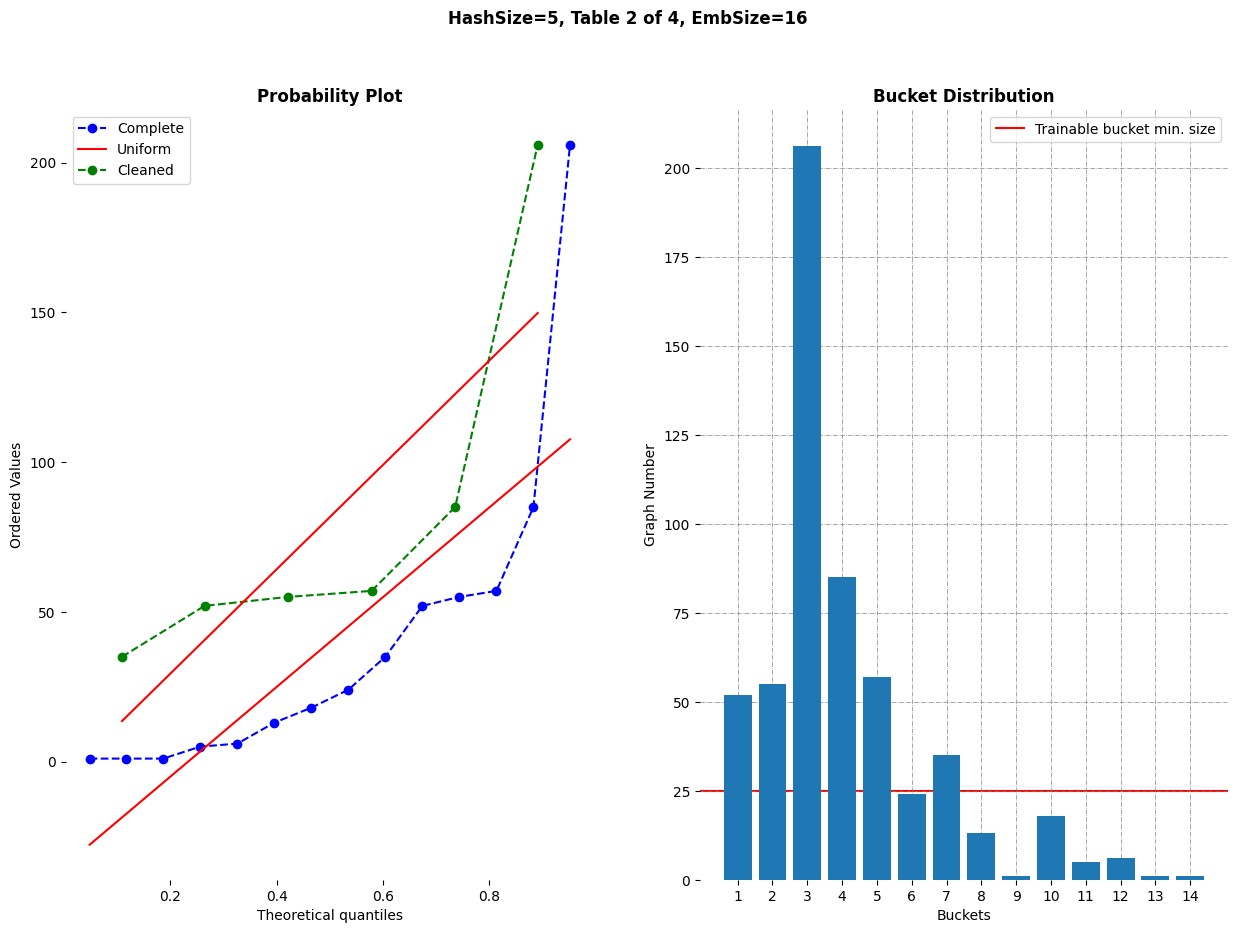 HashSize=5, Table 2 of 4, EmbSize=16
Probability Plot
Complete
Uniform
Cleaned
200
150
100
50
0
Ordered Values
0.2 0.4 0.6 0.8
Theoretical quantiles
Bucket Distribution
Trainable bucket min. size
200
175
150
125
100
75
50
25
0
Graph Number
1 2 3 4 5 6 7 8 9 10 11 12 13 14
Buckets